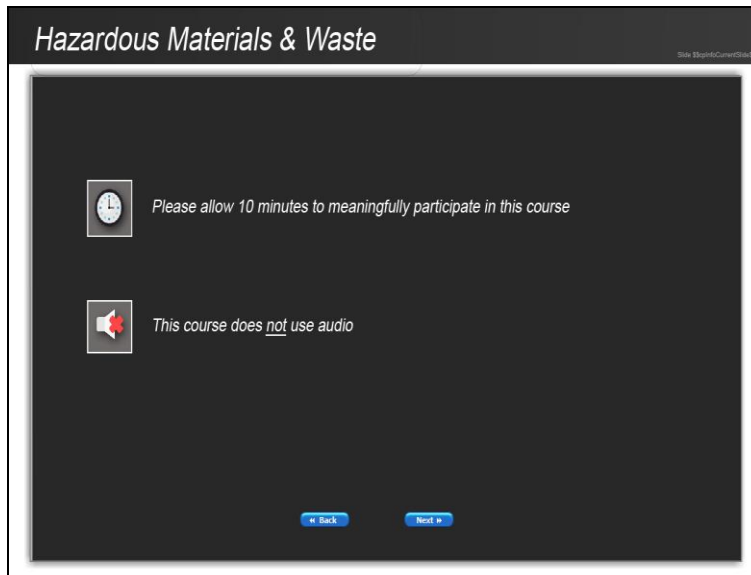 Hazardous Materials & Waste
Please allow 10 minutes to meaningfully participate in this course
This course does not use audio
Back
Next